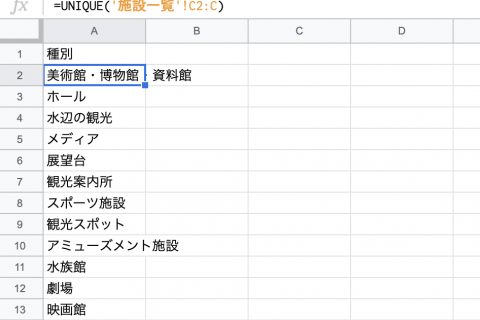 fx =UNIQUE('施設一覧'!C2:C)
A B C D
1 種別
2 美術館・博物館・資料館
3 ホール
4 水辺の観光
5 メディア
6 展望台
7 観光案内所
8 スポーツ施設
9 観光スポット
10 アミューズメント施設
11 水族館
12 劇場
13 映画館